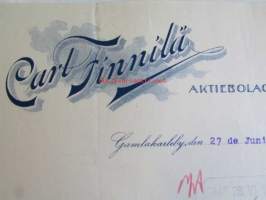 Carl Finnilä
AKTIEBOLAG
Gamlakarleby, den 27 de Juni